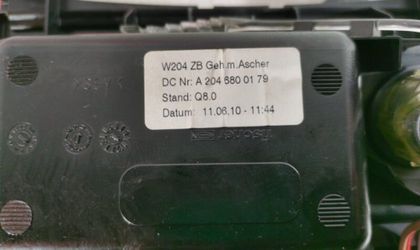 W204 ZB Geh.m.Ascher
DC Nr: A 204 680 01 79
Stand: Q8.0
Datum: 11.06.10 - 11:44